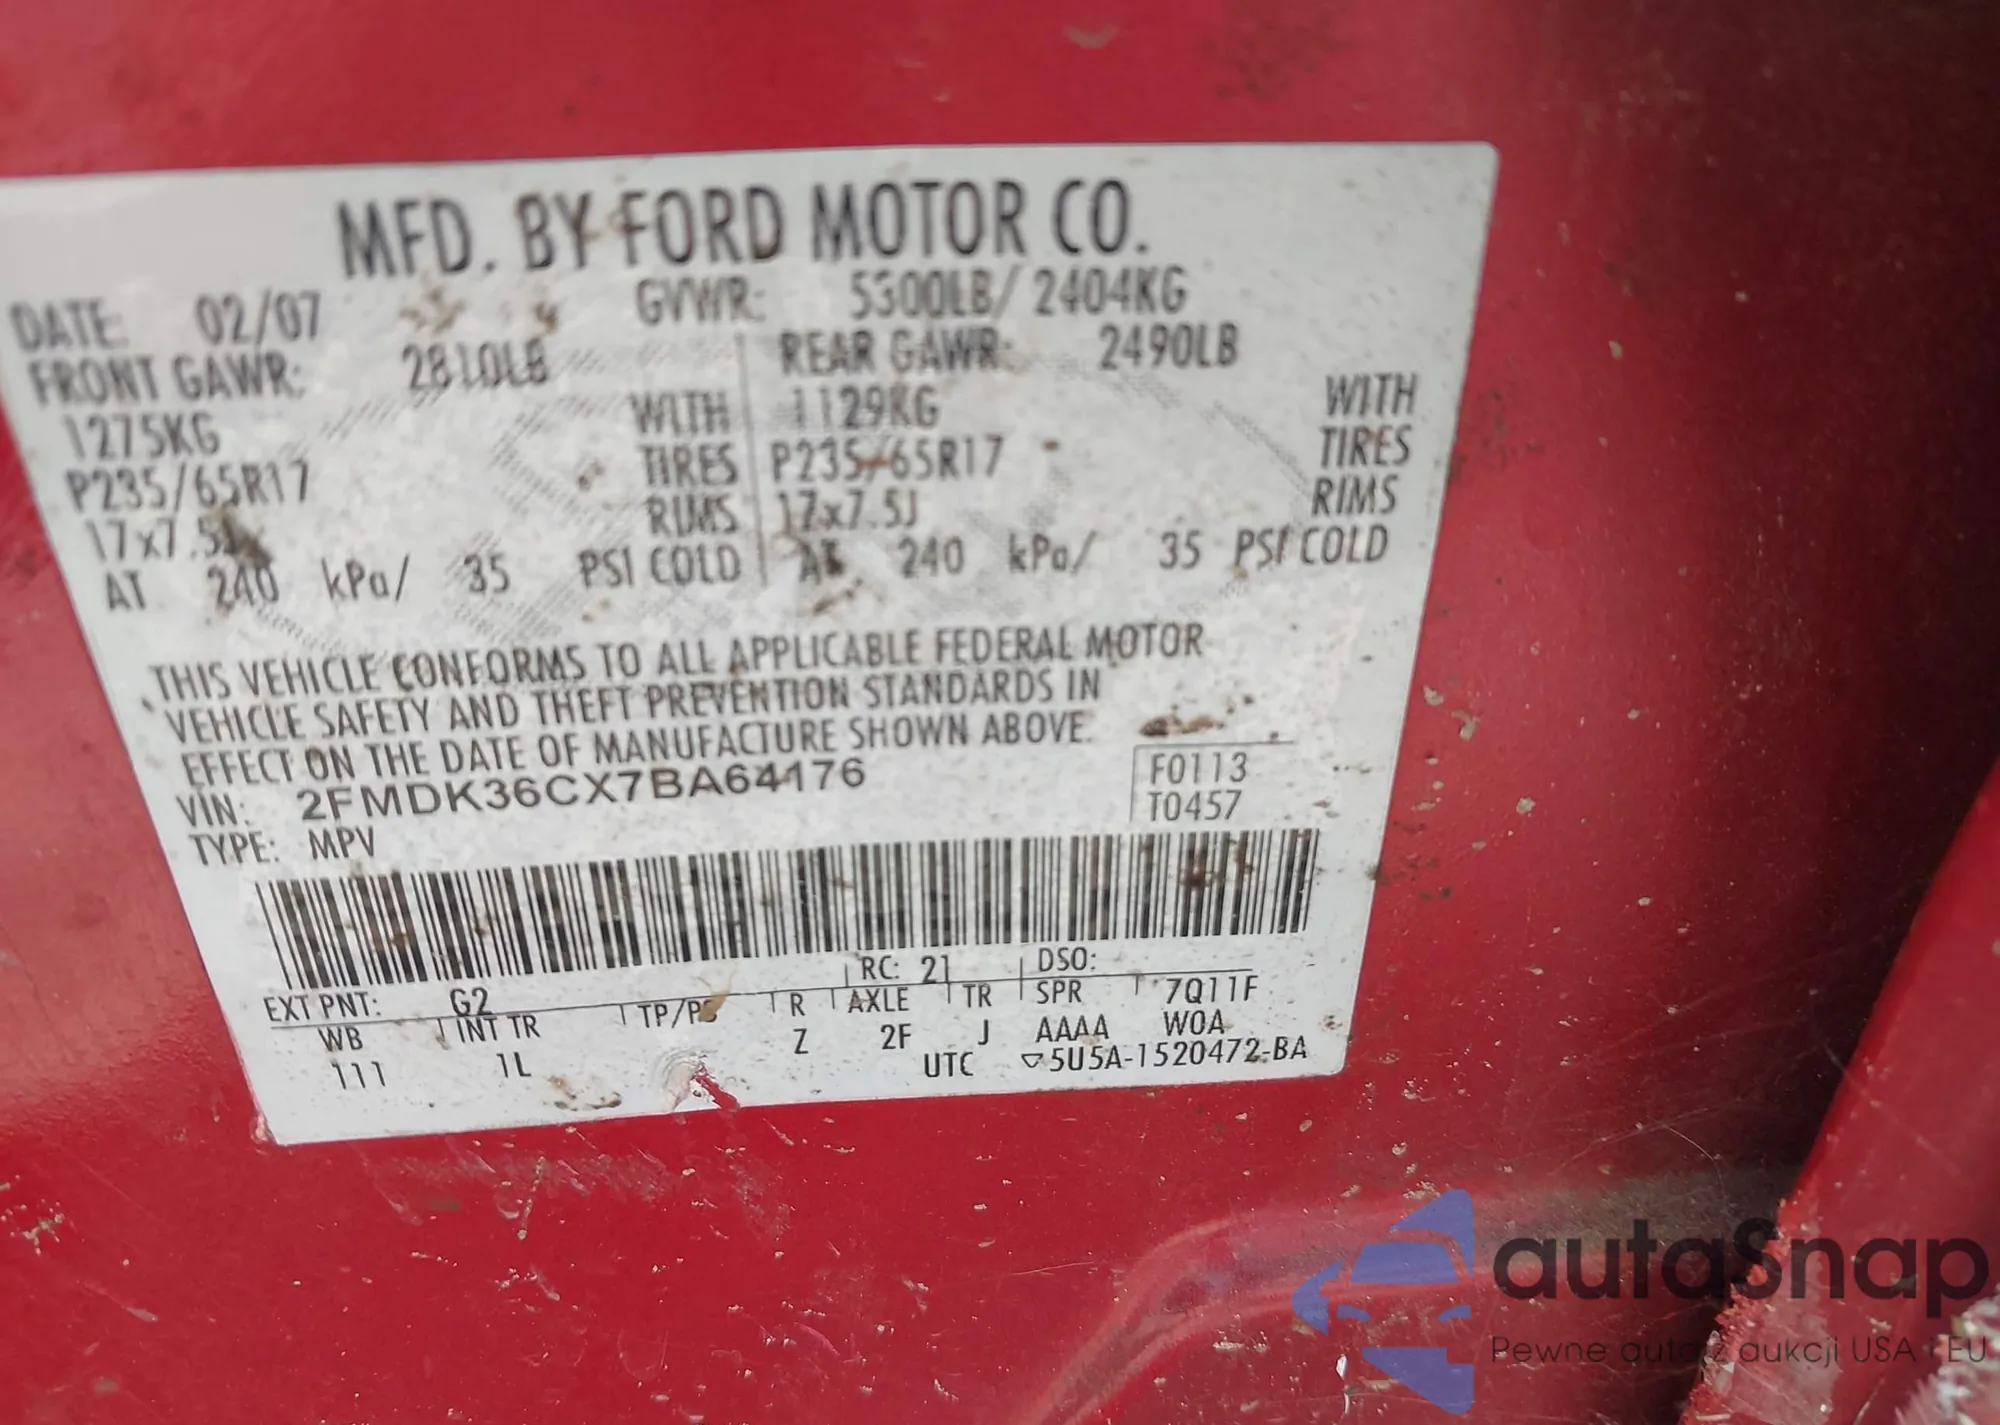 MFD. BY FORD MOTOR CO.
DATE: 02/07 GVWR: 5300LB/ 2404KG
FRONT GAWR: 2810LB REAR GAWR: 2490LB
1275KG WITH 1129KG WITH
P235/65R17 TIRES P235/65R17 TIRES
17x7.5J RIMS 17x7.5J RIMS
AT 240 kPa/ 35 PSI COLD AT 240 kPa/ 35 PSI COLD
THIS VEHICLE CONFORMS TO ALL APPLICABLE FEDERAL MOTOR
VEHICLE SAFETY AND THEFT PREVENTION STANDARDS IN
EFFECT ON THE DATE OF MANUFACTURE SHOWN ABOVE.
VIN: 2FMDK36CX7BA64176 F0113
TYPE: MPV T0457
EXT PNT: G2 RC: 21 DSO:
WB INT TR TP/PS R AXLE TR SPR 7Q11F
111 1L Z 2F J AAAA W0A
UTC ▽5U5A-1520472-BA
autaSnap
Pewne auta z aukcji USA i EU